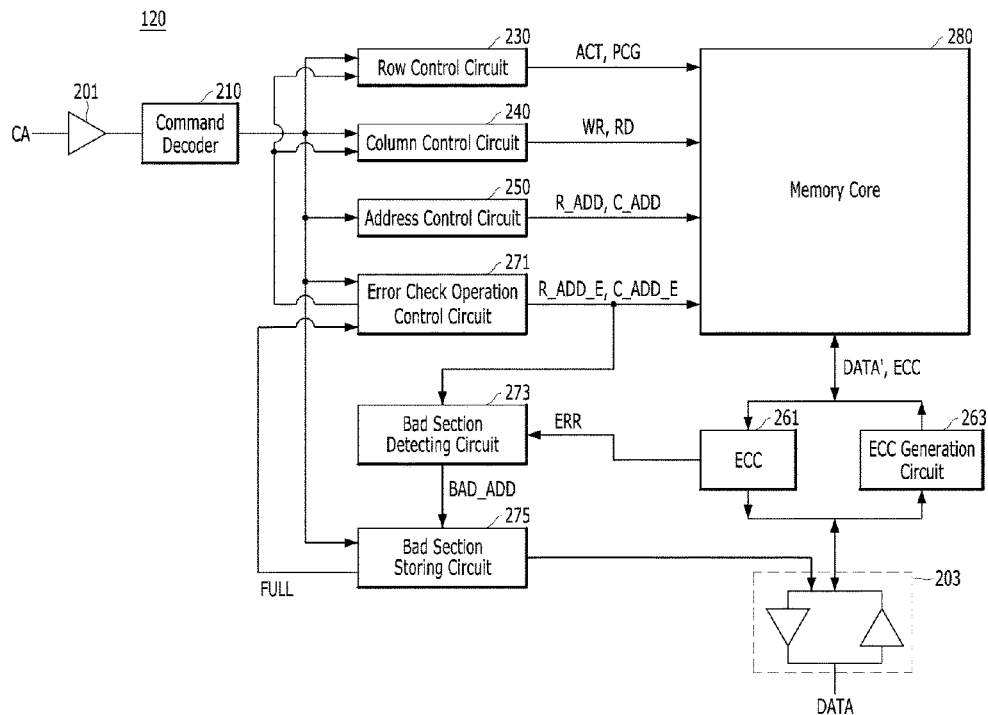 120
230
Row Control Circuit
ACT, PCG
280
Memory Core
CA
201
210
Command
Decoder
240
Column Control Circuit
WR, RD
250
Address Control Circuit
R_ADD, C_ADD
271
Error Check Operation
Control Circuit
R_ADD_E, C_ADD_E
DATA', ECC
273
Bad Section
Detecting Circuit
ERR
261
ECC
263
ECC Generation
Circuit
BAD_ADD
275
Bad Section
Storing Circuit
FULL
203
DATA